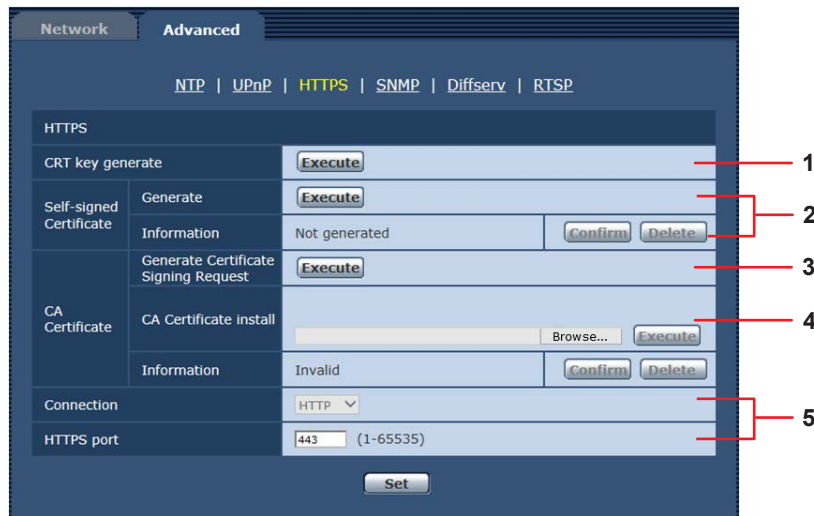 Network Advanced
NTP | UPnP | HTTPS | SNMP | Diffserv | RTSP
HTTPS
CRT key generate Execute 1
Self-signed Certificate
Generate Execute
2
Information Not generated Confirm Delete
CA Certificate
Generate Certificate Signing Request Execute 3
CA Certificate install Browse... Execute 4
Information Invalid Confirm Delete
Connection HTTP
5
HTTPS port 443 (1-65535)
Set